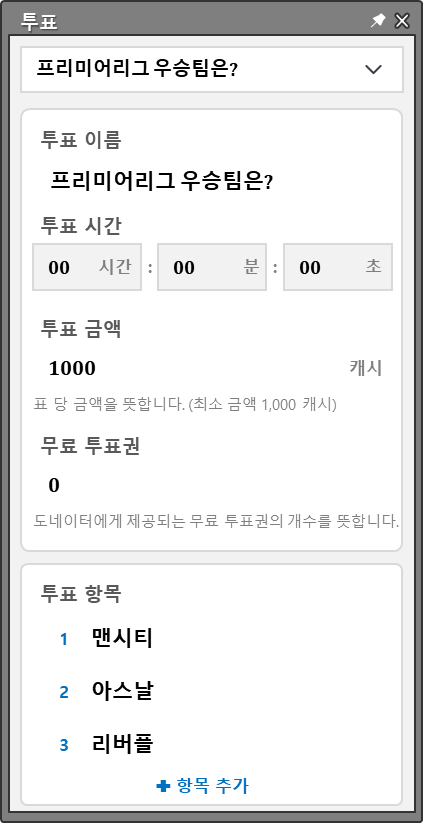 투표
프리미어리그 우승팀은?
투표 이름
프리미어리그 우승팀은?
투표 시간
00 시간 : 00 분 : 00 초
투표 금액
1000 캐시
표 당 금액을 뜻합니다. (최소 금액 1,000 캐시)
무료 투표권
0
도네이터에게 제공되는 무료 투표권의 개수를 뜻합니다.
투표 항목
1 맨시티
2 아스날
3 리버플
항목 추가